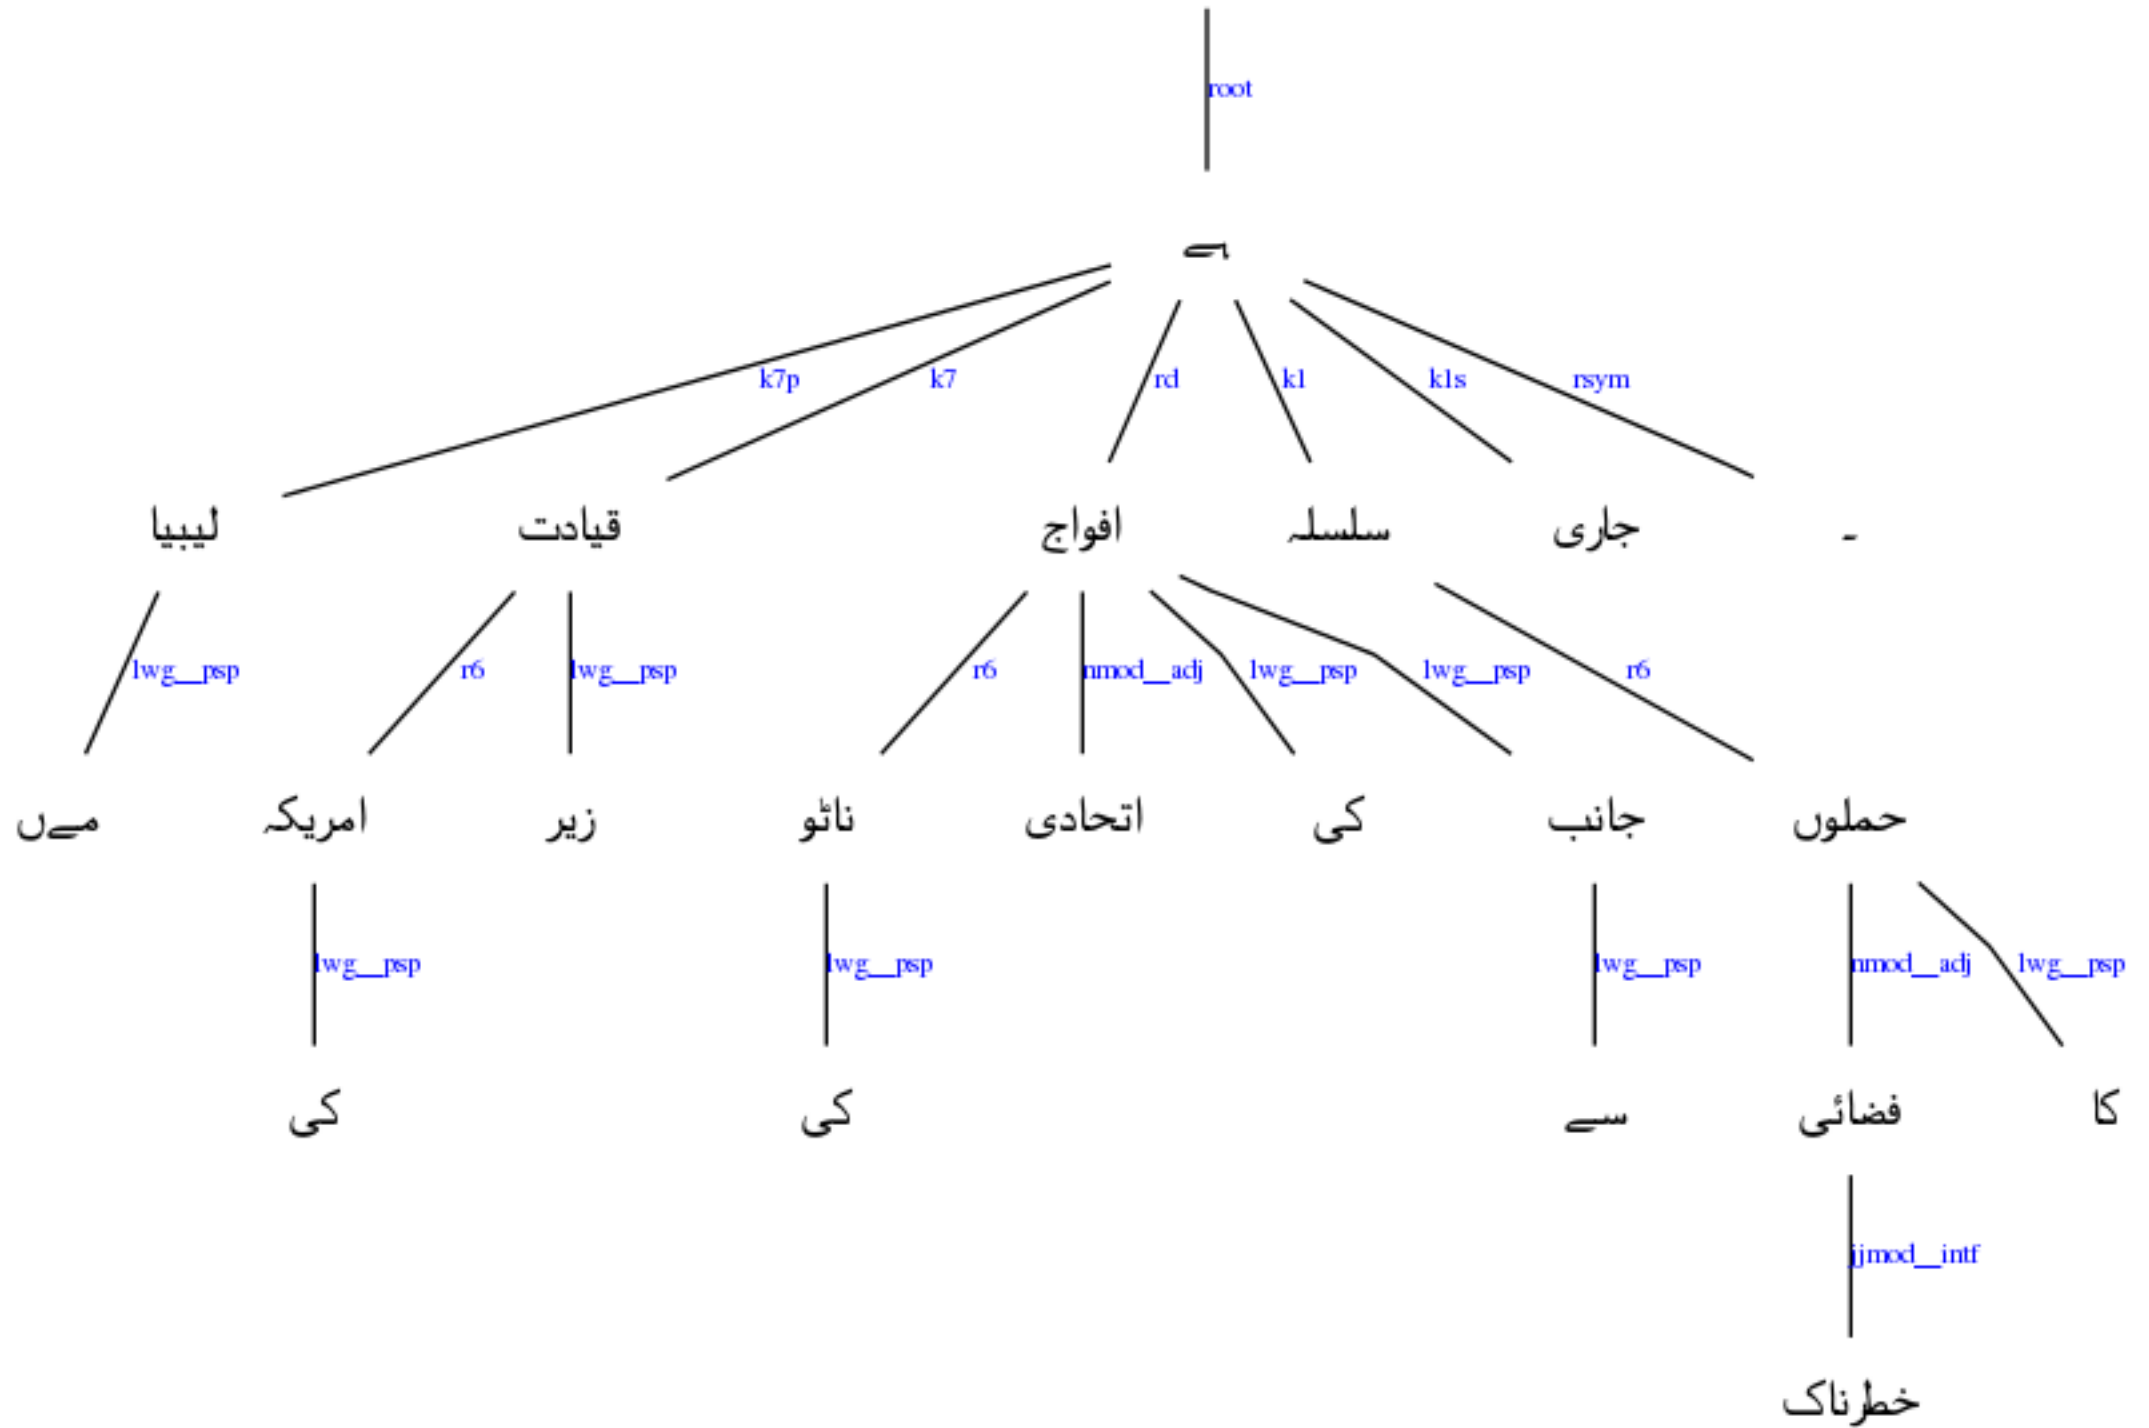 root
ہے
k7p k7 rd k1 k1s rsym
لیبیا قیادت افواج سلسلہ جاری ۔
lwg__psp r6 lwg__psp r6 nmod__adj lwg__psp lwg__psp r6
مےں امریکہ زیر ناٹو اتحادی کی جانب حملوں
lwg__psp lwg__psp lwg__psp nmod__adj lwg__psp
کی کی سے فضائی کا
jjmod__intf
خطرناک